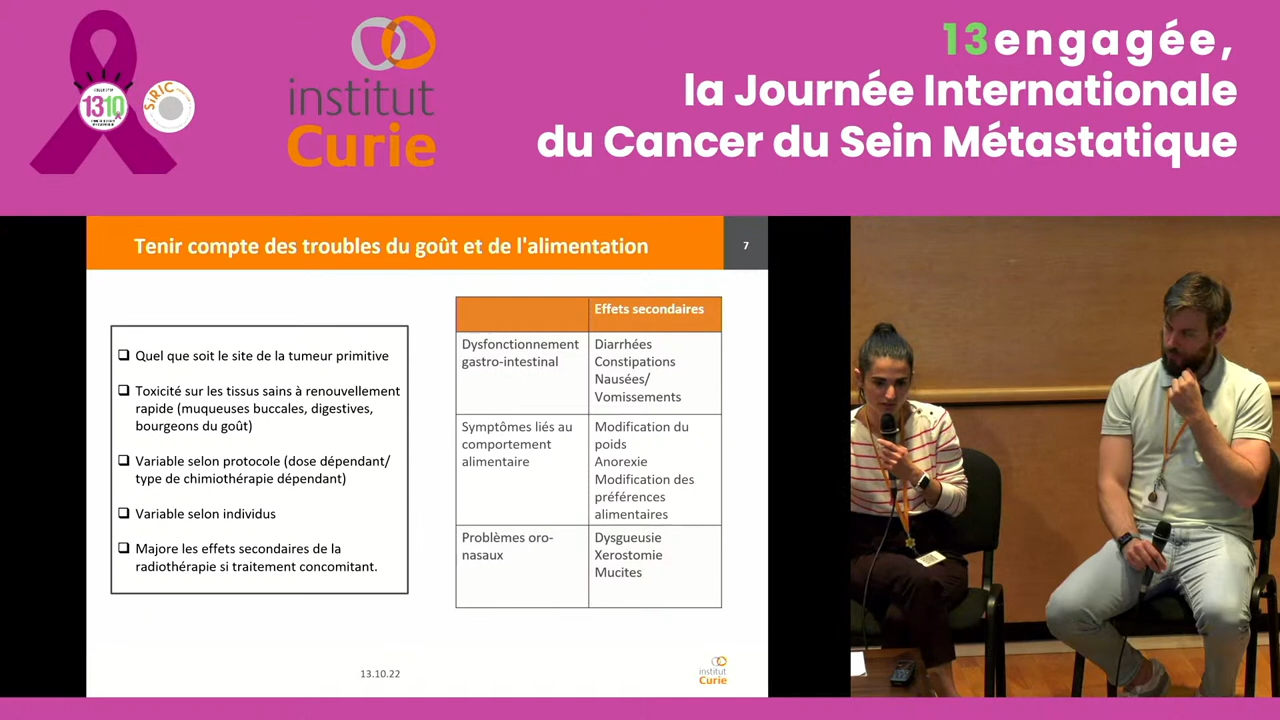 1310
SiRIC
institut
Curie
13engagée,
la Journée Internationale
du Cancer du Sein Métastatique
Tenir compte des troubles du goût et de l'alimentation
7
Quel que soit le site de la tumeur primitive
Toxicité sur les tissus sains à renouvellement
rapide (muqueuses buccales, digestives,
bourgeons du goût)
Variable selon protocole (dose dépendant/
type de chimiothérapie dépendant)
Variable selon individus
Majore les effets secondaires de la
radiothérapie si traitement concomitant.
Effets secondaires
Dysfonctionnement
gastro-intestinal
Diarrhées
Constipations
Nausées/
Vomissements
Symptômes liés au
comportement
alimentaire
Modification du
poids
Anorexie
Modification des
préférences
alimentaires
Problèmes oro-
nasaux
Dysgueusie
Xerostomie
Mucites
13.10.22
institut
Curie